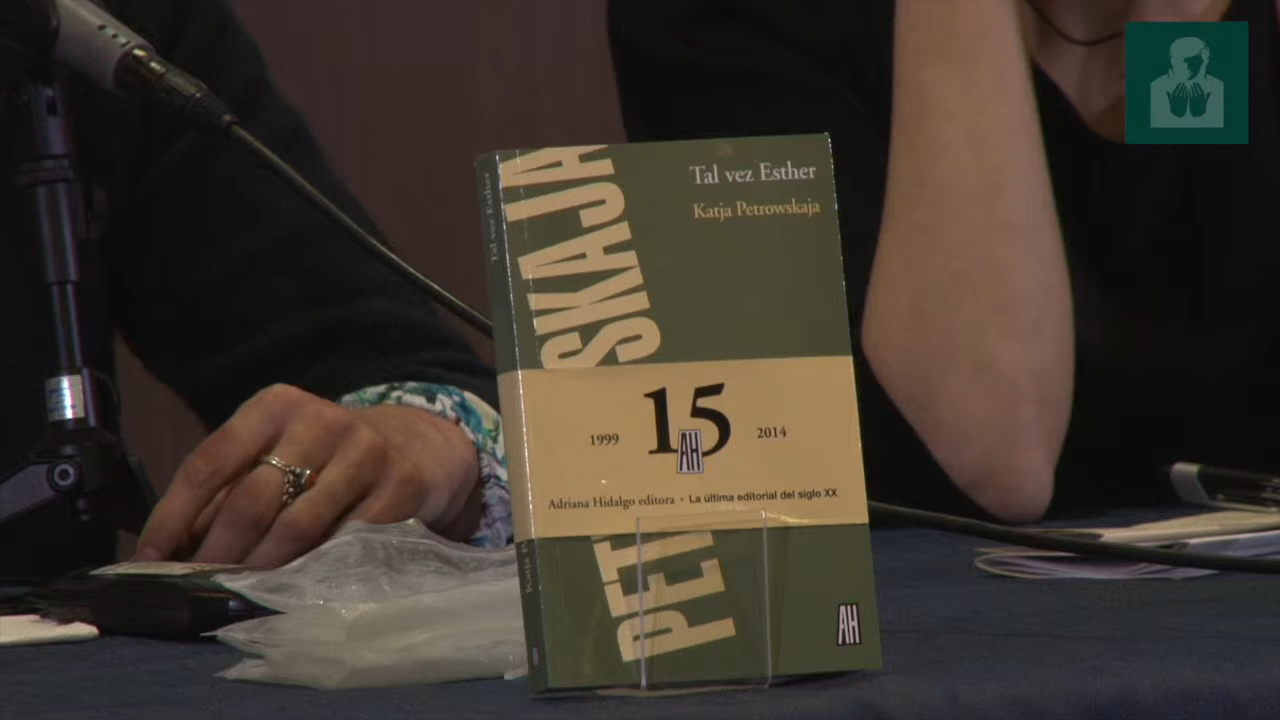 Tal vez Esther
Katja Petrowskaja
Tal vez Esther
SKAJA
15
1999
2014
AH
Adriana Hidalgo editora • La última editorial del siglo XX
PET
AH